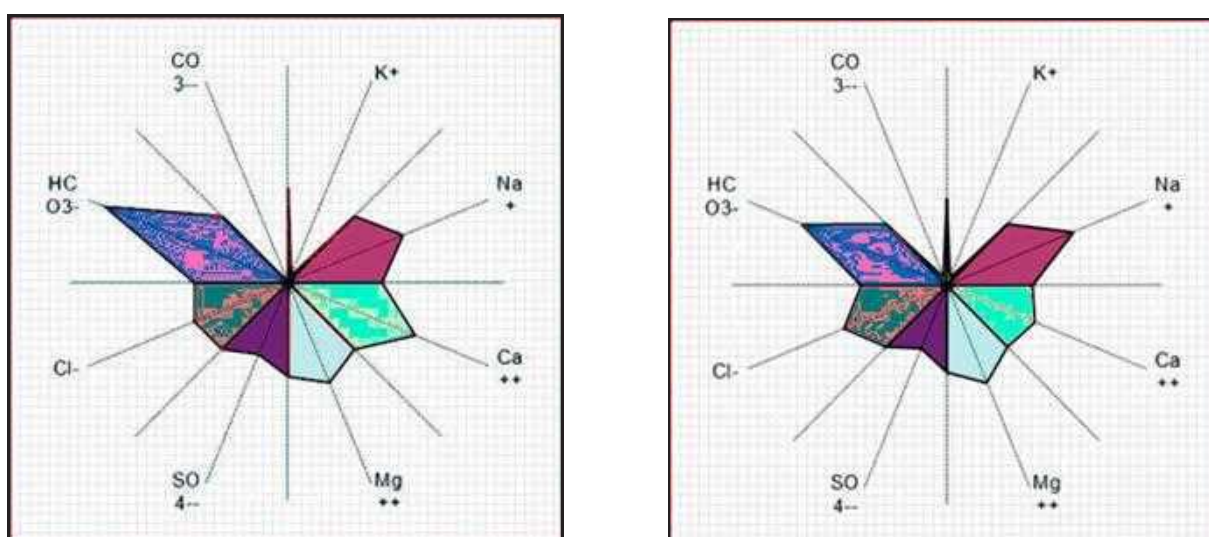 CO
3--
K+
HC
O3-
Na
+
Cl-
Ca
++
SO
4--
Mg
++
CO
3--
K+
HC
O3-
Na
+
Cl-
Ca
++
SO
4--
Mg
++